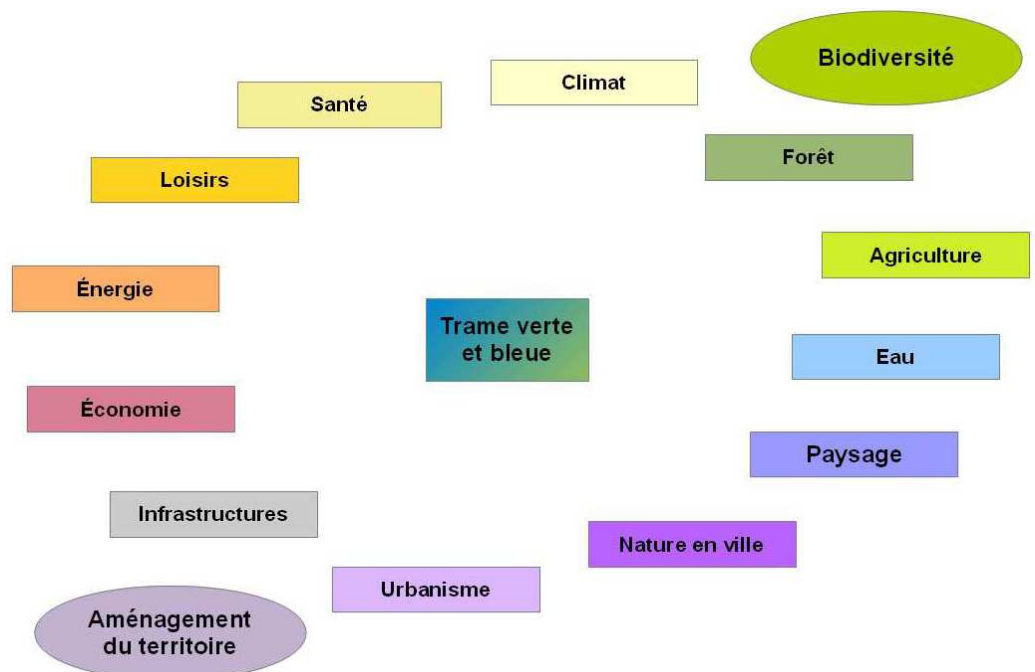 Biodiversité
Climat
Santé
Forêt
Loisirs
Agriculture
Énergie
Trame verte
et bleue
Eau
Économie
Paysage
Infrastructures
Nature en ville
Urbanisme
Aménagement
du territoire